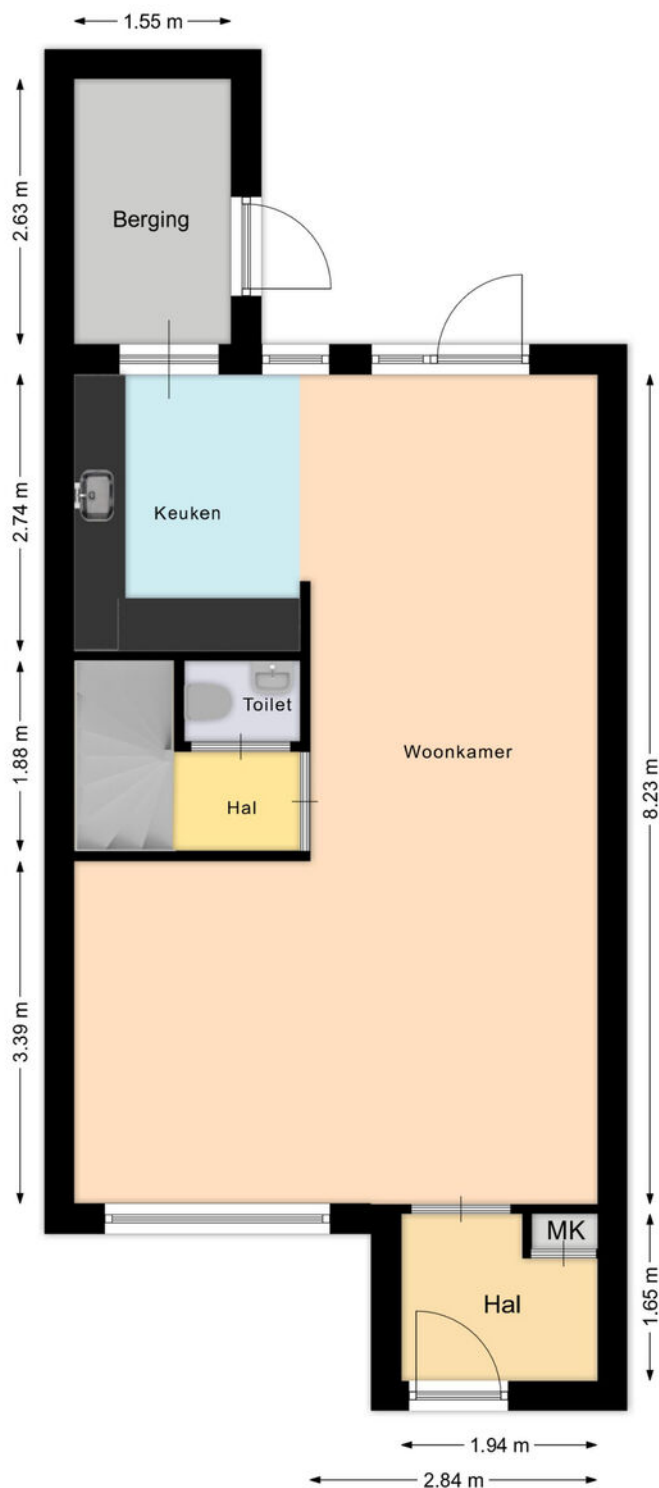 1.55 m
2.63 m
Berging
2.74 m
Keuken
8.23 m
1.88 m
Toilet
Woonkamer
Hal
3.39 m
MK
1.65 m
Hal
1.94 m
2.84 m